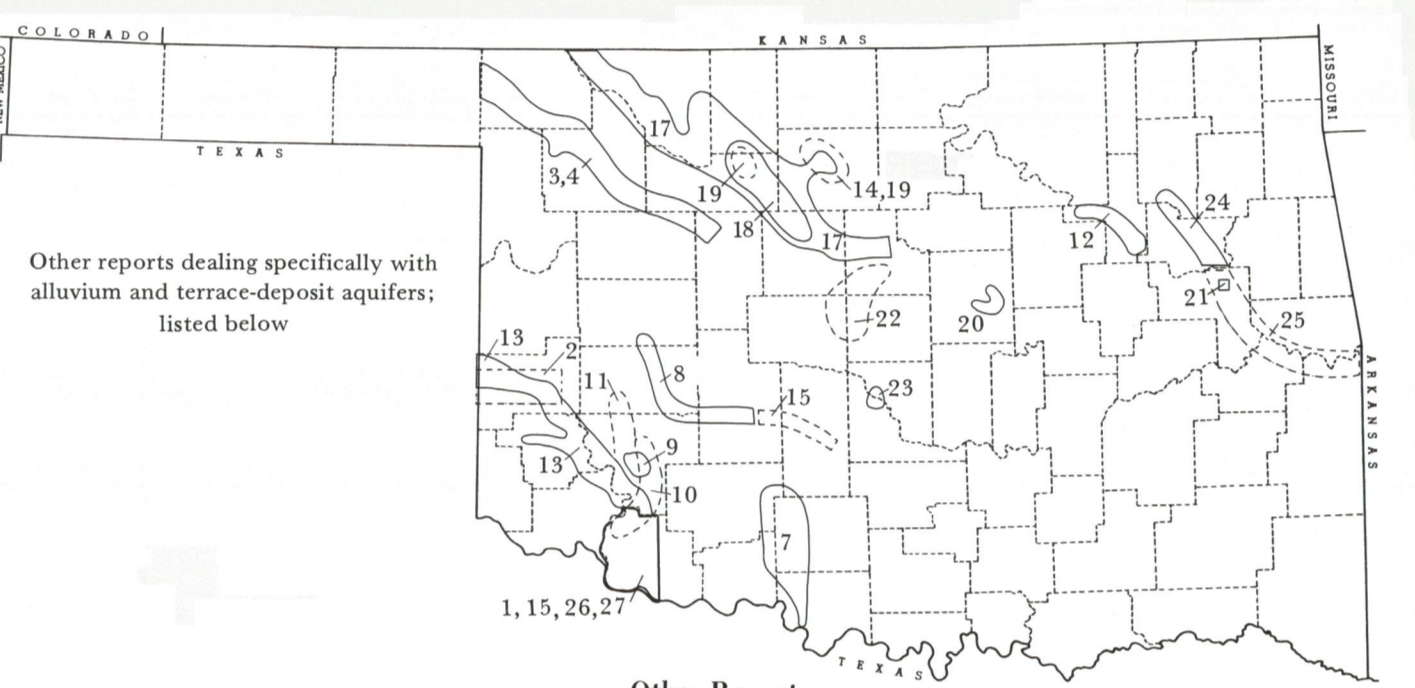 COLORADO
KANSAS
NEW MEXICO
MISSOURI
TEXAS
17
3,4
19
14,19
18
17
24
12
Other reports dealing specifically with
alluvium and terrace-deposit aquifers;
listed below
21
22
20
25
13
2
11
8
15
23
9
13
10
7
ARKANSAS
1, 15, 26, 27
TEXAS